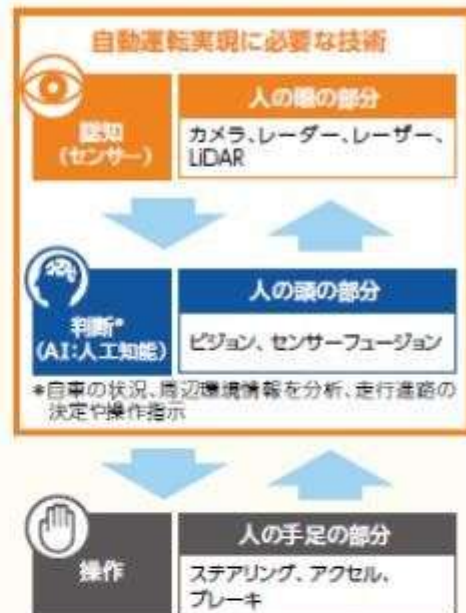 自動運転実現に必要な技術
認知
(センサー)
人の眼の部分
カメラ、レーダー、レーザー、
LiDAR
判断*
(AI:人工知能)
人の頭の部分
ビジョン、センサーフュージョン
*自車の状況、周辺環境情報を分析、走行進路の
決定や操作指示
操作
人の手足の部分
ステアリング、アクセル、
ブレーキ